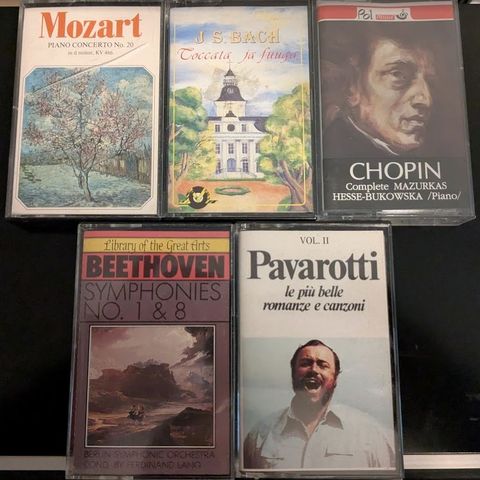 Mozart
PIANO CONCERTO No. 20
in d minor, KV 466
J S. BACH
Toccata ja fuuga
Pol
CHOPIN
Complete MAZURKAS
HESSE-BUKOWSKA /Piano/
Library of the Great Arts
BEETHOVEN
SYMPHONIES
NO. 1 & 8
BERLIN SYMPHONIC ORCHESTRA
COND. BY FERDINAND LANG
VOL. II
Pavarotti
le più belle
romanze e canzoni